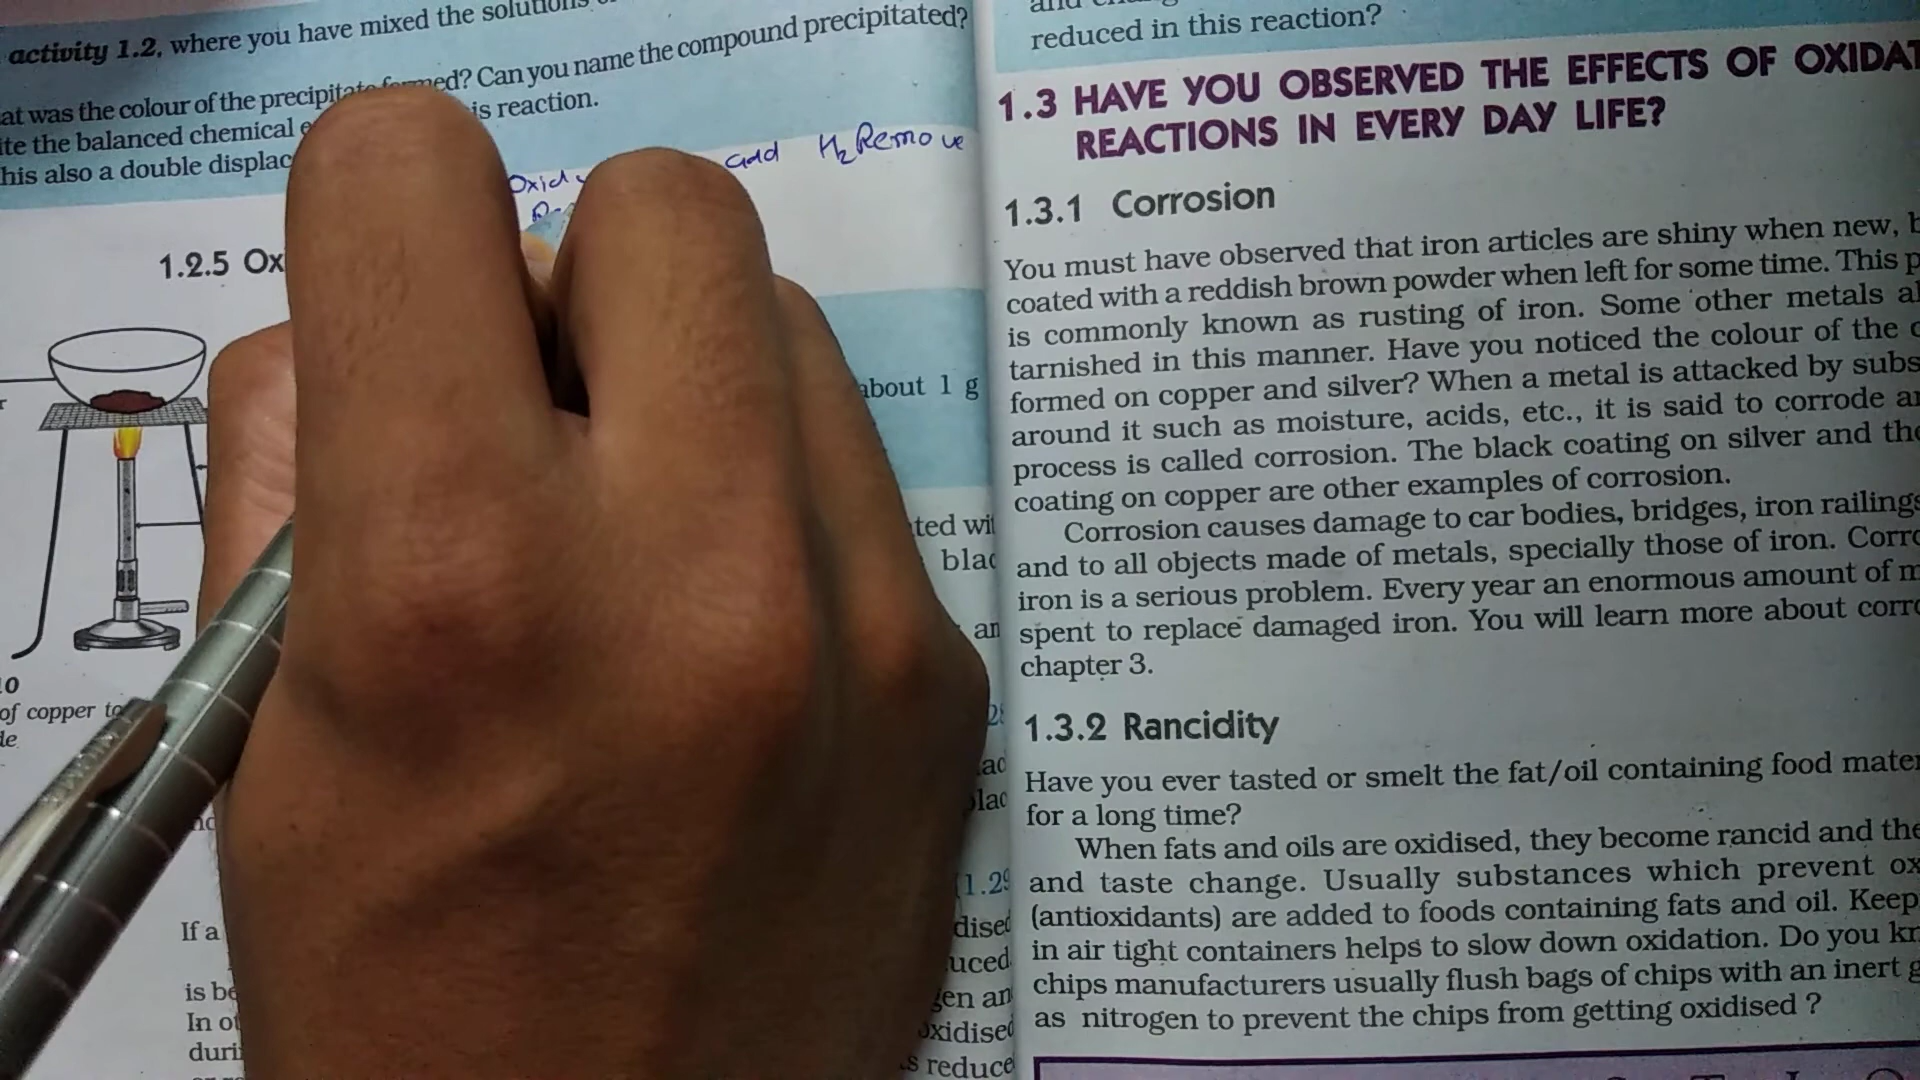 activity 1.2, where you have mixed the solutions
at was the colour of the precipitate formed? Can you name the compound precipitated?
ite the balanced chemical e is reaction.
his also a double displac
add H₂ Remove
Oxid
1.2.5 Ox
about 1 g
ted wi
blac
an
of copper to
If a
is be
In ot
duri
1.29
dised
uced
gen an
oxidised
s reduce
reduced in this reaction?
1.3 HAVE YOU OBSERVED THE EFFECTS OF OXIDAT
REACTIONS IN EVERY DAY LIFE?
1.3.1 Corrosion
You must have observed that iron articles are shiny when new, b
coated with a reddish brown powder when left for some time. This p
is commonly known as rusting of iron. Some other metals al
tarnished in this manner. Have you noticed the colour of the c
formed on copper and silver? When a metal is attacked by subs
around it such as moisture, acids, etc., it is said to corrode an
process is called corrosion. The black coating on silver and the
coating on copper are other examples of corrosion.
Corrosion causes damage to car bodies, bridges, iron railings
and to all objects made of metals, specially those of iron. Corro
iron is a serious problem. Every year an enormous amount of m
spent to replace damaged iron. You will learn more about corro
chapter 3.
1.3.2 Rancidity
Have you ever tasted or smelt the fat/oil containing food mater
for a long time?
When fats and oils are oxidised, they become rancid and the
and taste change. Usually substances which prevent ox
(antioxidants) are added to foods containing fats and oil. Keep
in air tight containers helps to slow down oxidation. Do you kn
chips manufacturers usually flush bags of chips with an inert g
as nitrogen to prevent the chips from getting oxidised ?